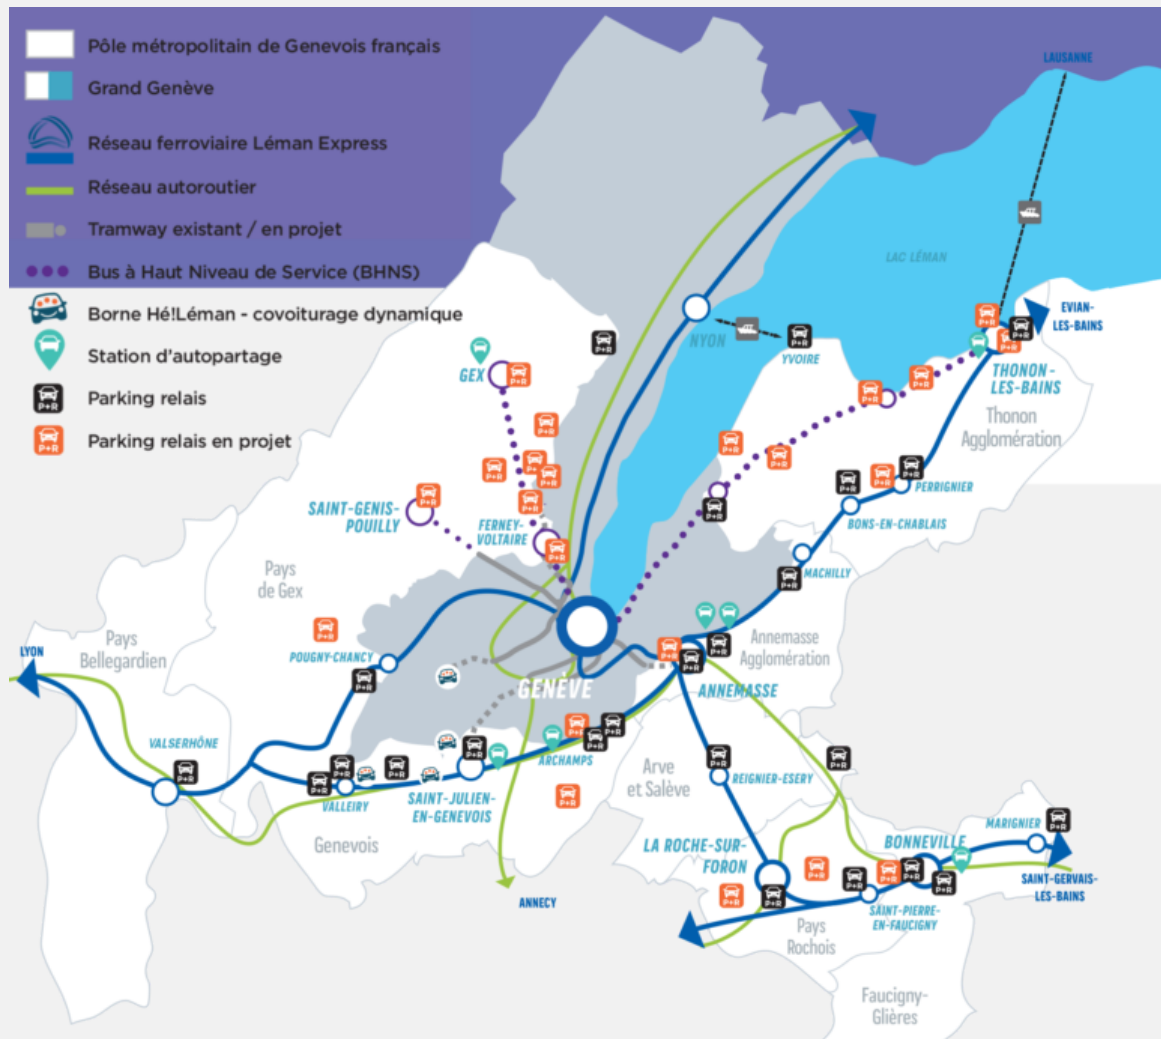 Pôle métropolitain de Genevois français
Grand Genève
Réseau ferroviaire Léman Express
Réseau autoroutier
Tramway existant / en projet
Bus à Haut Niveau de Service (BHNS)
Borne Hé!Léman - covoiturage dynamique
Station d'autopartage
P+R
Parking relais
P+R
Parking relais en projet
LAUSANNE
LAC LÉMAN
EVIAN-
LES-BAINS
NYON
YVOIRE
THONON-
LES-BAINS
Thonon
Agglomération
GEX
SAINT-GENIS-
POUILLY
FERNEY-
VOLTAIRE
PERRIGNIER
BONS-EN-CHABLAIS
MACHILLY
Pays
de Gex
Pays
Bellegardien
LYON
POUGNY-CHANCY
GENÈVE
Annemasse
Agglomération
ANNEMASSE
VALSERHÔNE
VALLEIRY
SAINT-JULIEN-
EN-GENEVOIS
ARCHAMPS
Genevois
Arve
et Salève
REIGNIER-ESERY
LA ROCHE-SUR-
FORON
BONNEVILLE
MARIGNIER
SAINT-GERVAIS-
LES-BAINS
ANNECY
SAINT-PIERRE-
EN-FAUCIGNY
Pays
Rochois
Faucigny-
Glières